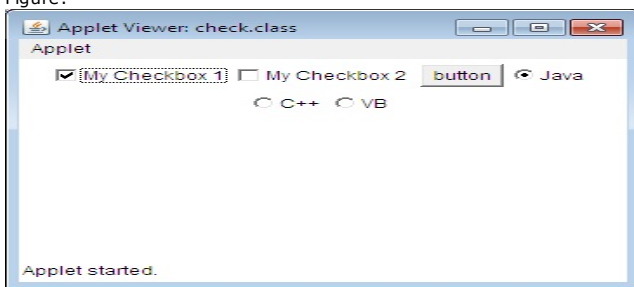 Figure:
Applet Viewer: check.class
Applet
My Checkbox 1 My Checkbox 2 button Java
C++ VB
Applet started.